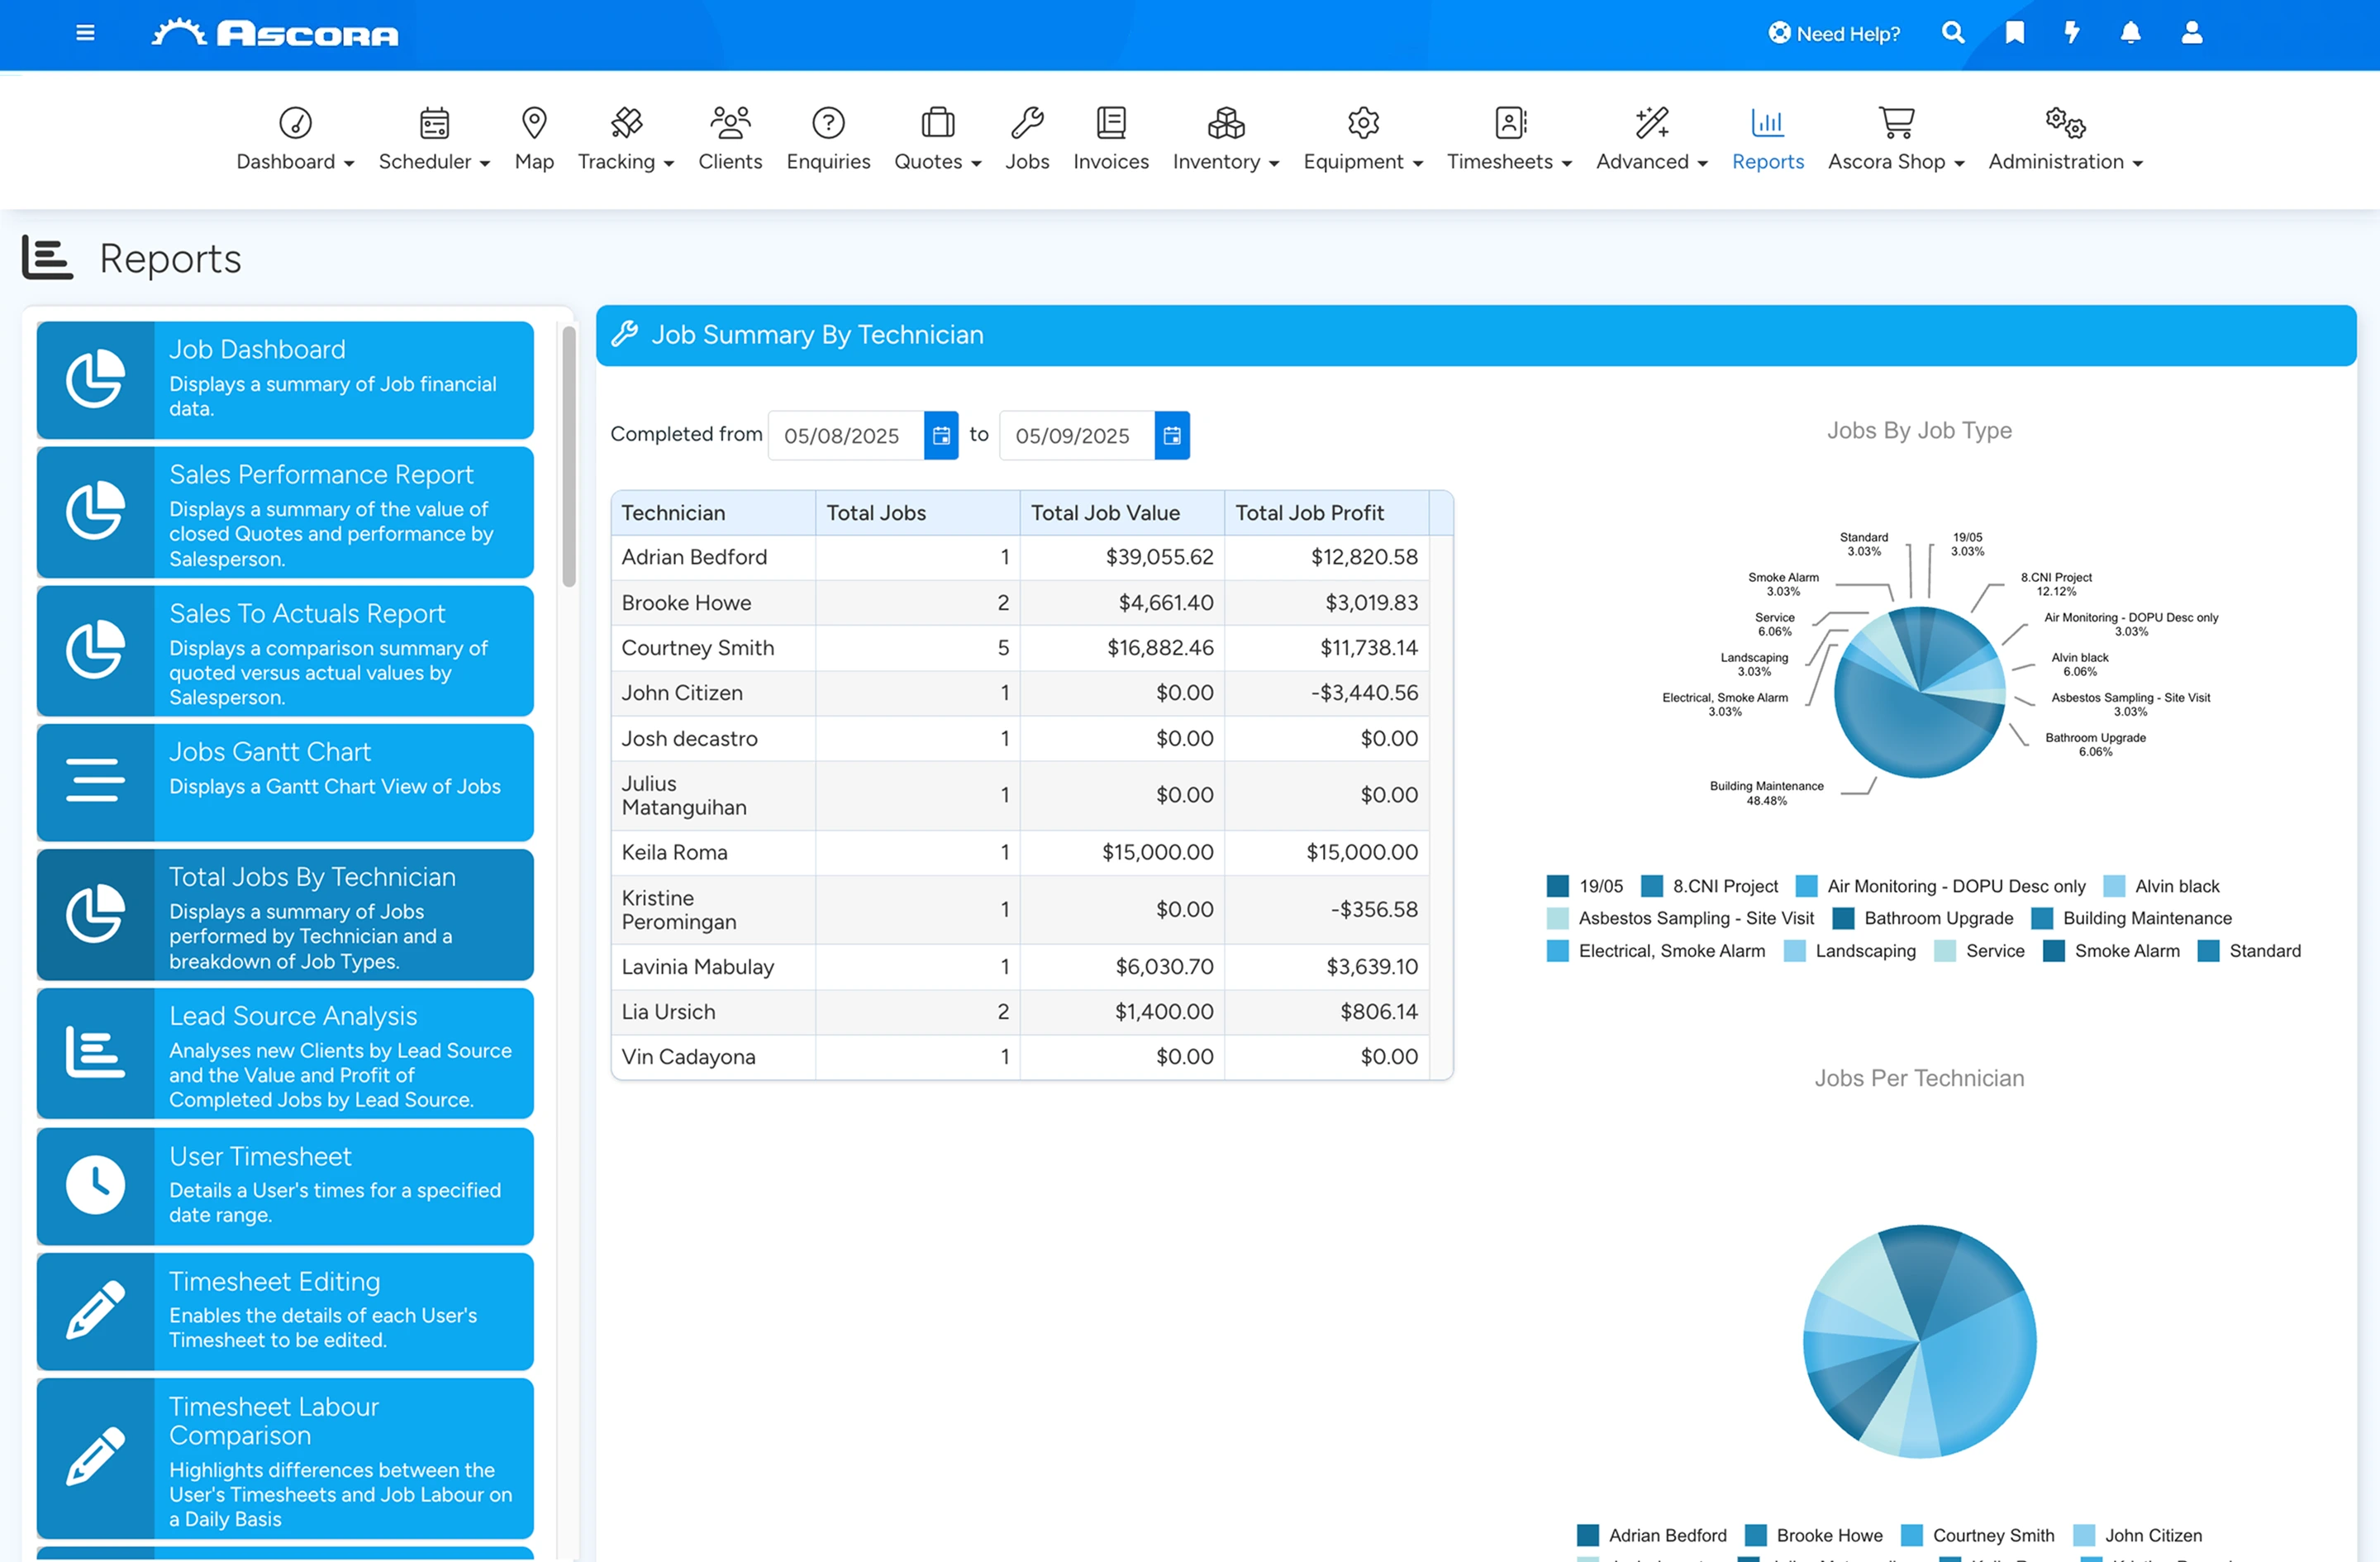 ASCORA
Need Help?
Dashboard
Scheduler
Map
Tracking
Clients
Enquiries
Quotes
Jobs
Invoices
Inventory
Equipment
Timesheets
Advanced
Reports
Ascora Shop
Administration
Reports
Job Dashboard
Displays a summary of Job financial
data.
Sales Performance Report
Displays a summary of the value of
closed Quotes and performance by
Salesperson.
Sales To Actuals Report
Displays a comparison summary of
quoted versus actual values by
Salesperson.
Jobs Gantt Chart
Displays a Gantt Chart View of Jobs
Total Jobs By Technician
Displays a summary of Jobs
performed by Technician and a
breakdown of Job Types.
Lead Source Analysis
Analyses new Clients by Lead Source
and the Value and Profit of
Completed Jobs by Lead Source.
User Timesheet
Details a User's times for a specified
date range.
Timesheet Editing
Enables the details of each User's
Timesheet to be edited.
Timesheet Labour
Comparison
Highlights differences between the
User's Timesheets and Job Labour on
a Daily Basis
Job Summary By Technician
Completed from 05/08/2025 to 05/09/2025
Technician Total Jobs Total Job Value Total Job Profit
Adrian Bedford 1 $39,055.62 $12,820.58
Brooke Howe 2 $4,661.40 $3,019.83
Courtney Smith 5 $16,882.46 $11,738.14
John Citizen 1 $0.00 -$3,440.56
Josh decastro 1 $0.00 $0.00
Julius
Matanguihan 1 $0.00 $0.00
Keila Roma 1 $15,000.00 $15,000.00
Kristine
Peromingan 1 $0.00 -$356.58
Lavinia Mabulay 1 $6,030.70 $3,639.10
Lia Ursich 2 $1,400.00 $806.14
Vin Cadayona 1 $0.00 $0.00
Jobs By Job Type
Standard
3.03%
19/05
3.03%
Smoke Alarm
3.03%
8.CNI Project
12.12%
Service
6.06%
Air Monitoring - DOPU Desc only
3.03%
Landscaping
3.03%
Alvin black
6.06%
Electrical, Smoke Alarm
3.03%
Asbestos Sampling - Site Visit
3.03%
Bathroom Upgrade
6.06%
Building Maintenance
48.48%
19/05 8.CNI Project Air Monitoring - DOPU Desc only Alvin black
Asbestos Sampling - Site Visit Bathroom Upgrade Building Maintenance
Electrical, Smoke Alarm Landscaping Service Smoke Alarm Standard
Jobs Per Technician
Adrian Bedford Brooke Howe Courtney Smith John Citizen